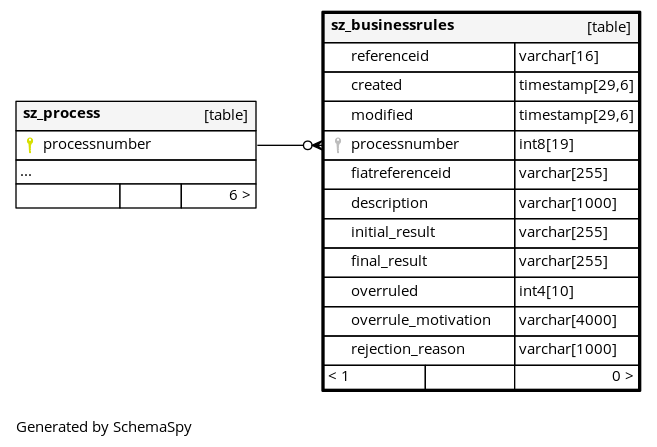 sz_businessrules [table]
referenceid varchar[16]
created timestamp[29,6]
modified timestamp[29,6]
processnumber int8[19]
fiatreferenceid varchar[255]
description varchar[1000]
initial_result varchar[255]
final_result varchar[255]
overruled int4[10]
overrule_motivation varchar[4000]
rejection_reason varchar[1000]
< 1 0 >
sz_process [table]
processnumber
...
6 >
Generated by SchemaSpy